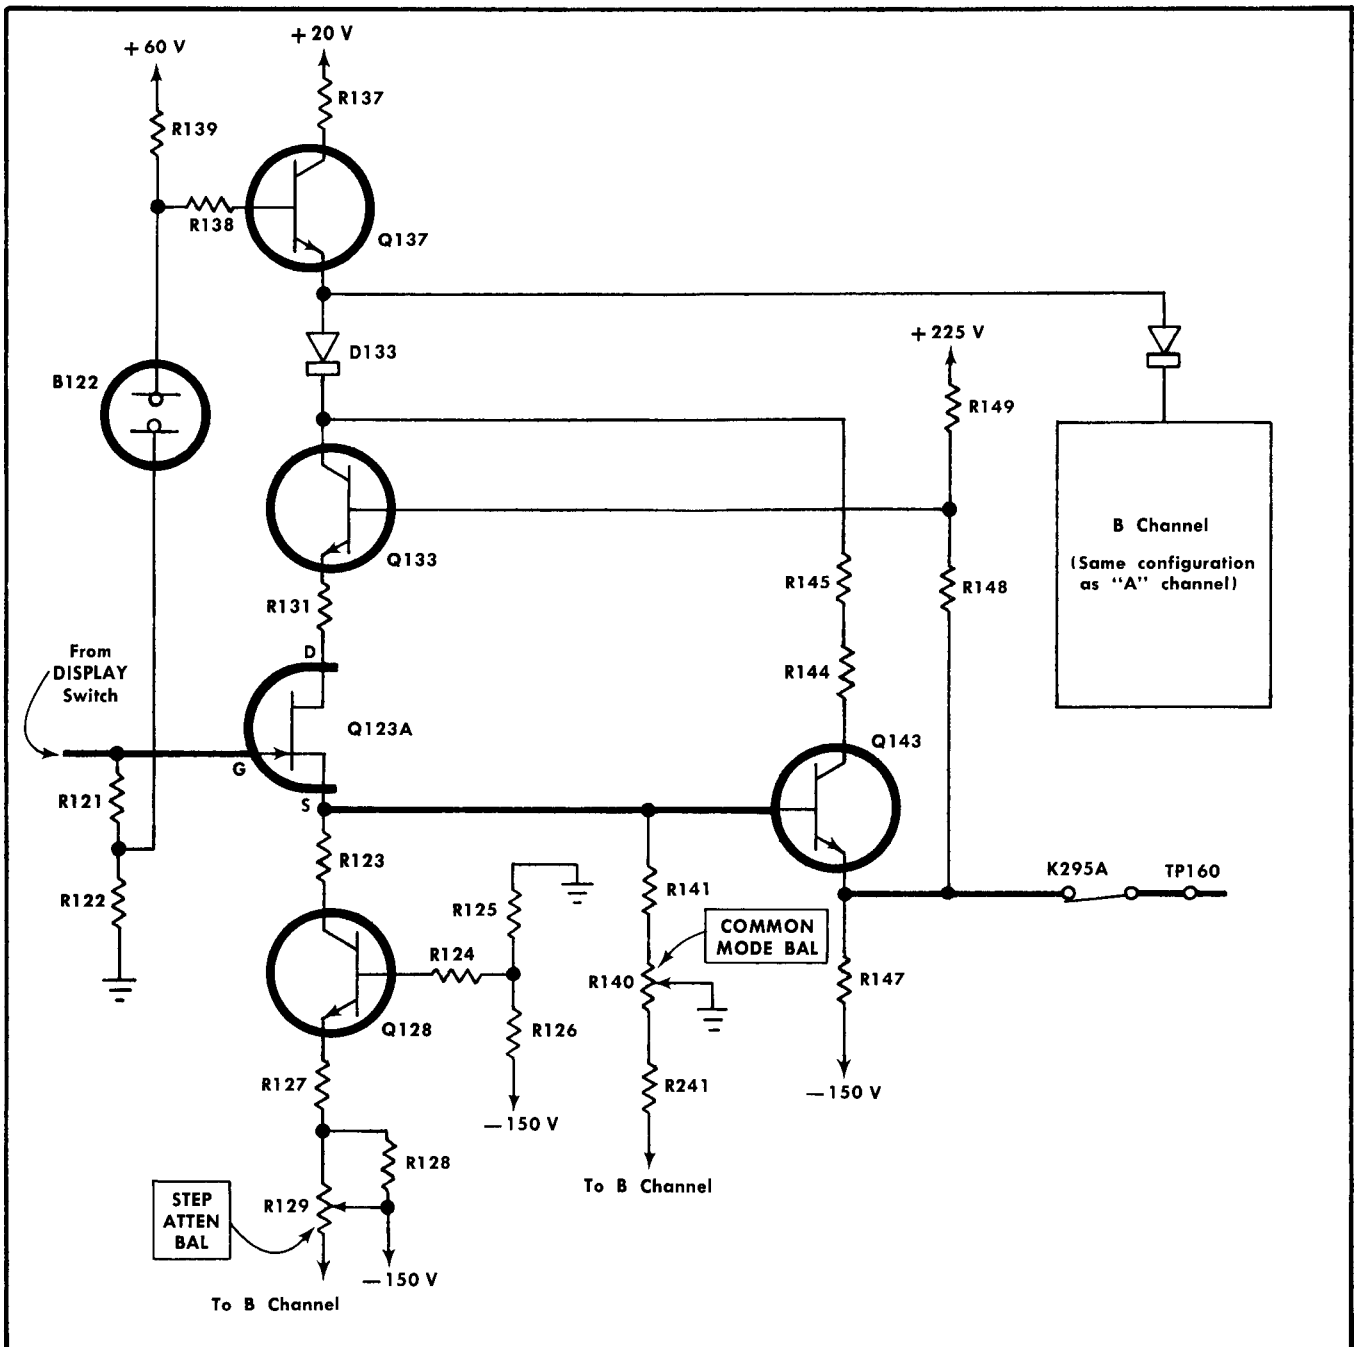 +60 V
+20 V
R137
R139
R138
Q137
+225 V
D133
B122
R149
Q133
B Channel
(Same configuration
as "A" channel)
R145
R148
R131
From
DISPLAY
Switch
D
R144
Q123A
Q143
G
R121
S
R123
K295A
TP160
R122
R125
R141
COMMON
MODE BAL
R124
R140
R147
Q128
R126
R127
R241
—150 V
—150 V
R128
To B Channel
STEP
ATTEN
BAL
R129
—150 V
To B Channel